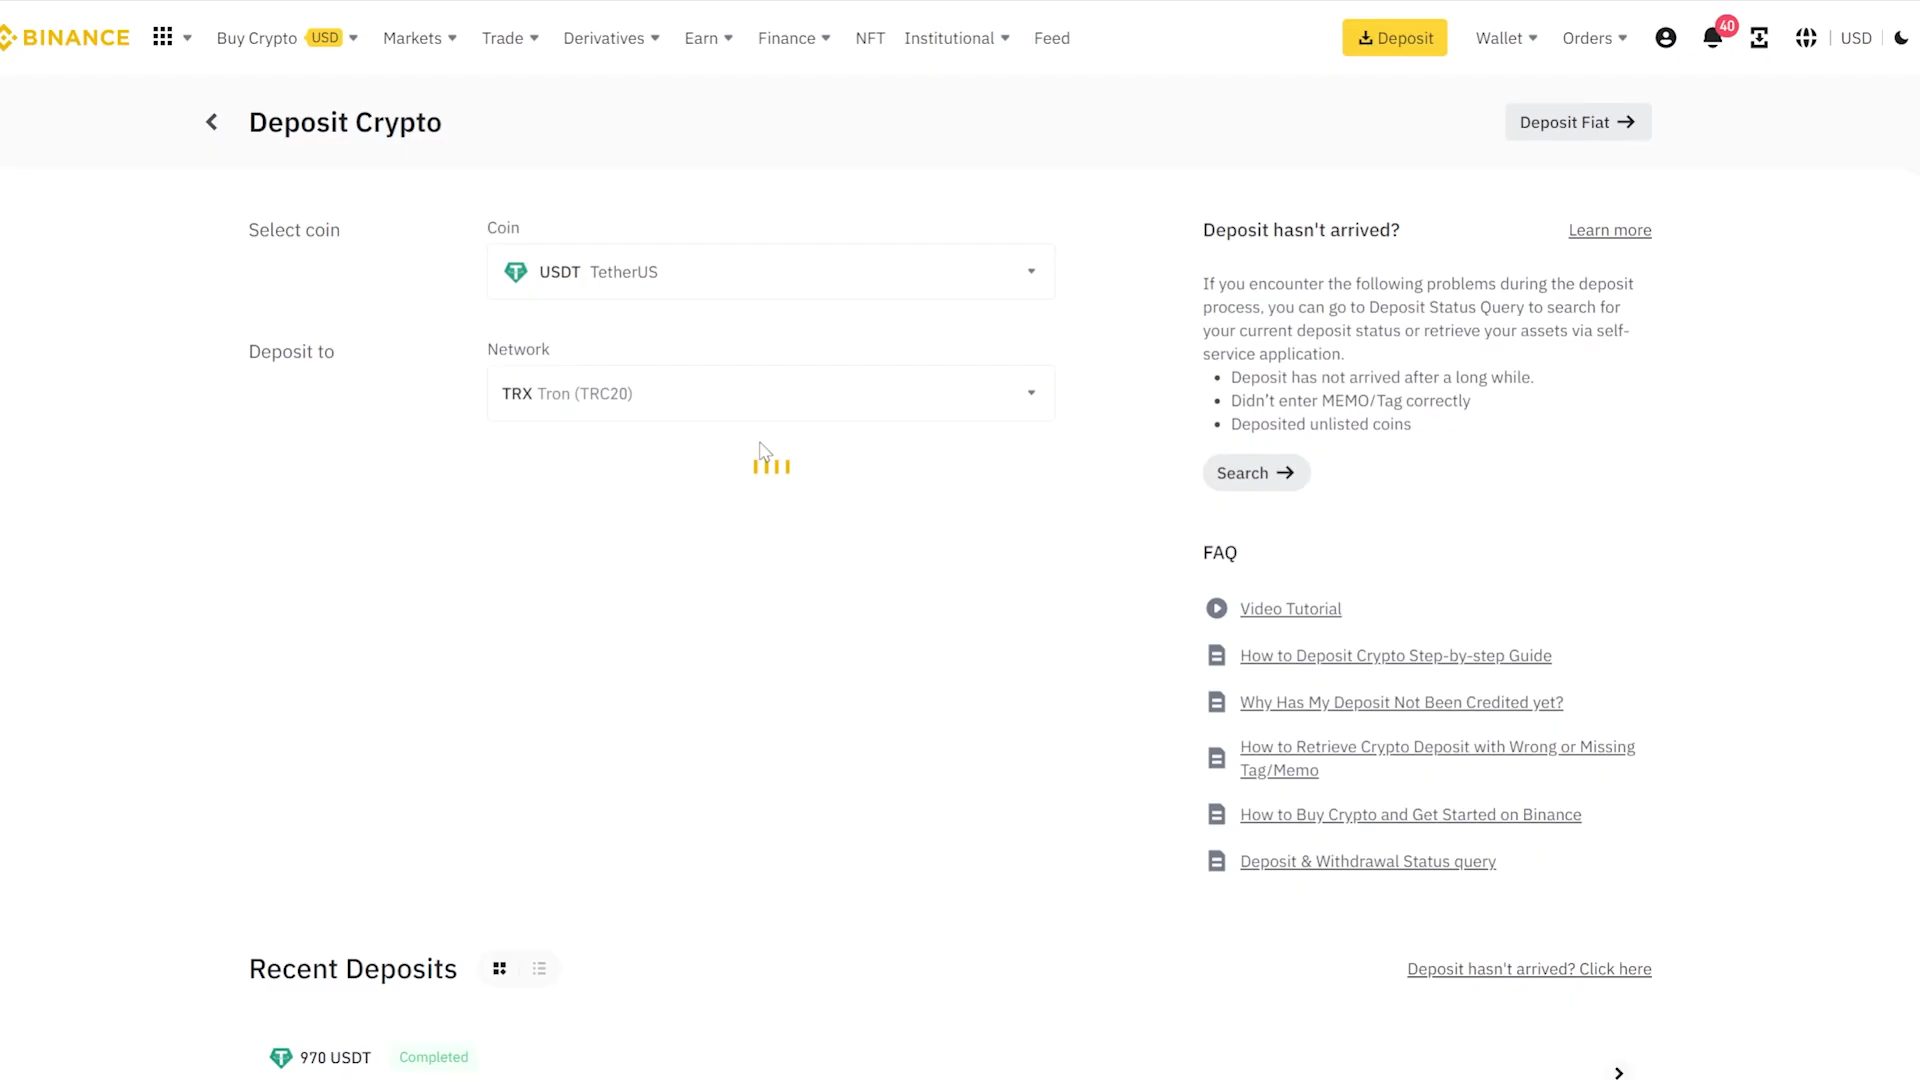 BINANCE
Buy Crypto USD Markets Trade Derivatives Earn Finance NFT Institutional Feed Deposit Wallet Orders 40 USD
Deposit Crypto
Deposit Fiat
Select coin
Coin
USDT TetherUS
Deposit to
Network
TRX Tron (TRC20)
Deposit hasn't arrived?
Learn more
If you encounter the following problems during the deposit
process, you can go to Deposit Status Query to search for
your current deposit status or retrieve your assets via self-
service application.
Deposit has not arrived after a long while.
Didn’t enter MEMO/Tag correctly
Deposited unlisted coins
Search
FAQ
Video Tutorial
How to Deposit Crypto Step-by-step Guide
Why Has My Deposit Not Been Credited yet?
How to Retrieve Crypto Deposit with Wrong or Missing
Tag/Memo
How to Buy Crypto and Get Started on Binance
Deposit & Withdrawal Status query
Recent Deposits
Deposit hasn't arrived? Click here
970 USDT Completed